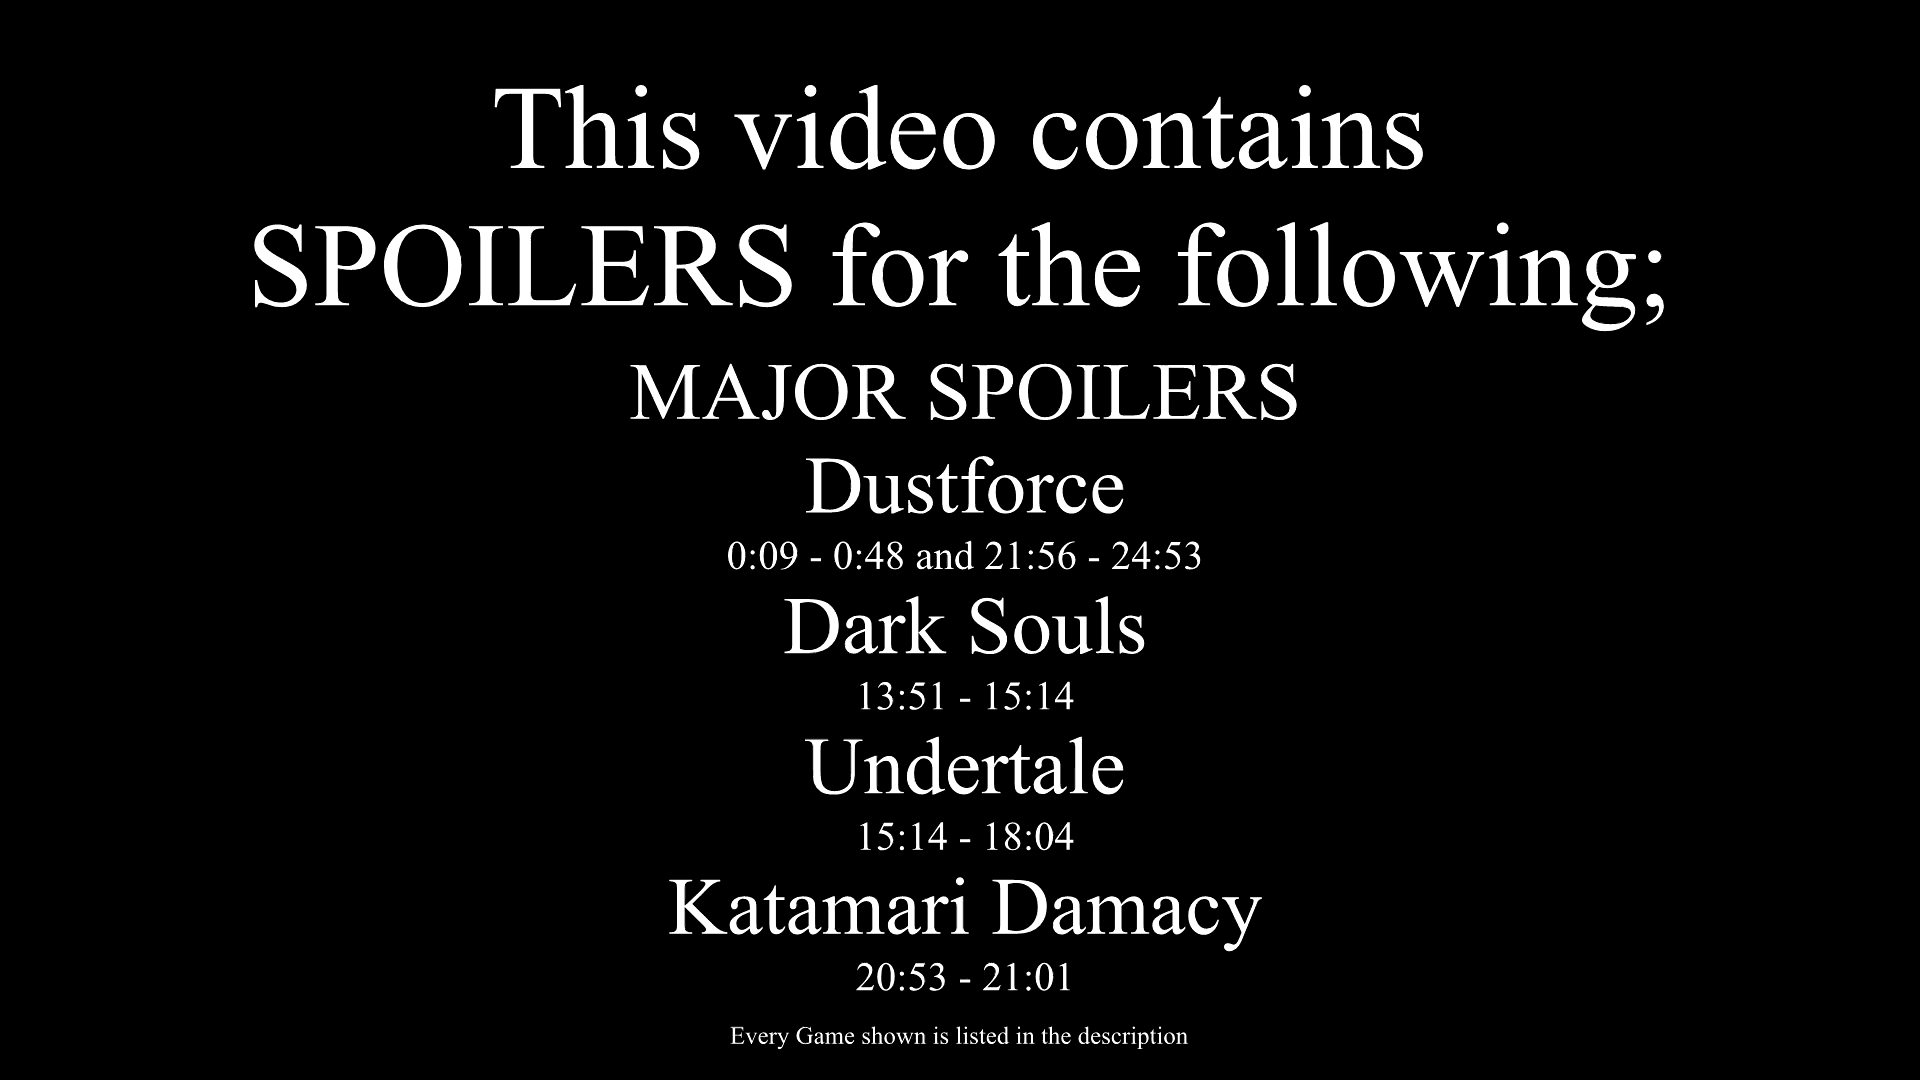 This video contains
SPOILERS for the following;
MAJOR SPOILERS
Dustforce
0:09 - 0:48 and 21:56 - 24:53
Dark Souls
13:51 - 15:14
Undertale
15:14 - 18:04
Katamari Damacy
20:53 - 21:01
Every Game shown is listed in the description